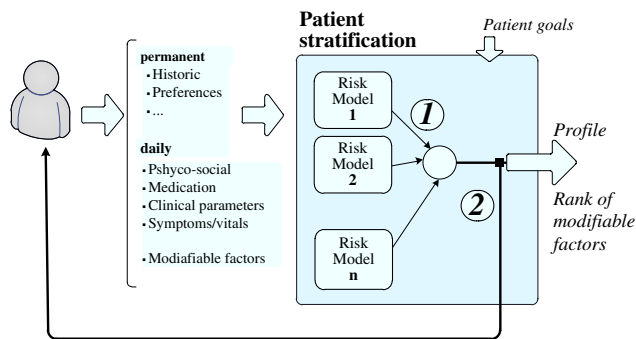 Patient
stratification
Patient goals
permanent
▪ Historic
▪ Preferences
▪ ...
daily
▪ Pshyco-social
▪ Medication
▪ Clinical parameters
▪ Symptoms/vitals
▪ Modiafiable factors
Risk
Model
1
Risk
Model
2
Risk
Model
n
1
2
Profile
Rank of
modifiable
factors